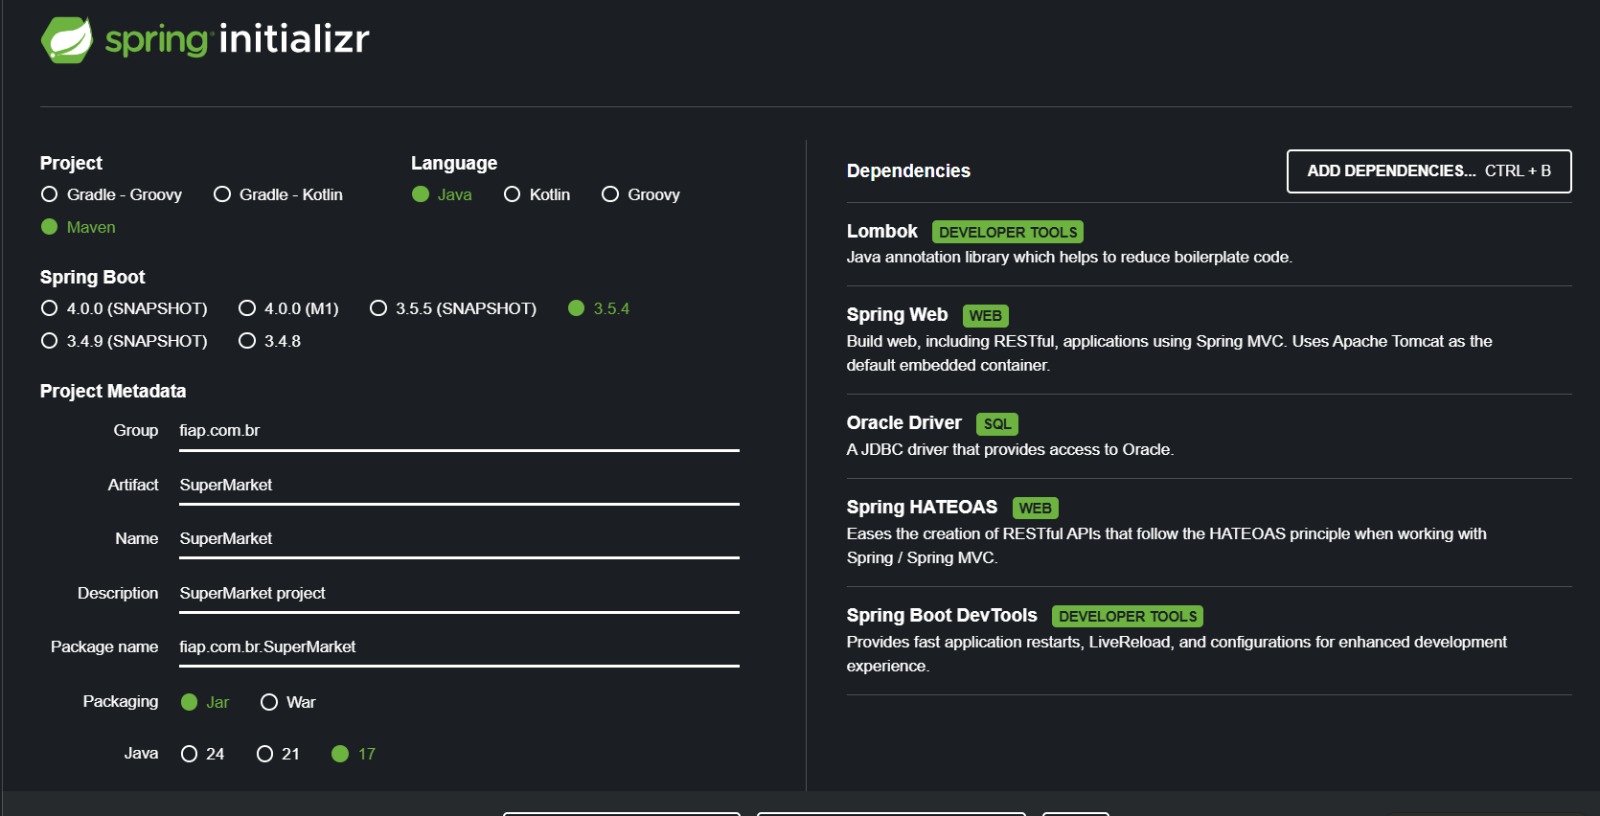 spring initializr
Project
Gradle - Groovy Gradle - Kotlin
Maven
Language
Java Kotlin Groovy
Spring Boot
4.0.0 (SNAPSHOT) 4.0.0 (M1) 3.5.5 (SNAPSHOT) 3.5.4
3.4.9 (SNAPSHOT) 3.4.8
Project Metadata
Group fiap.com.br
Artifact SuperMarket
Name SuperMarket
Description SuperMarket project
Package name fiap.com.br.SuperMarket
Packaging Jar War
Java 24 21 17
Dependencies ADD DEPENDENCIES... CTRL + B
Lombok DEVELOPER TOOLS
Java annotation library which helps to reduce boilerplate code.
Spring Web WEB
Build web, including RESTful, applications using Spring MVC. Uses Apache Tomcat as the
default embedded container.
Oracle Driver SQL
A JDBC driver that provides access to Oracle.
Spring HATEOAS WEB
Eases the creation of RESTful APIs that follow the HATEOAS principle when working with
Spring / Spring MVC.
Spring Boot DevTools DEVELOPER TOOLS
Provides fast application restarts, LiveReload, and configurations for enhanced development
experience.